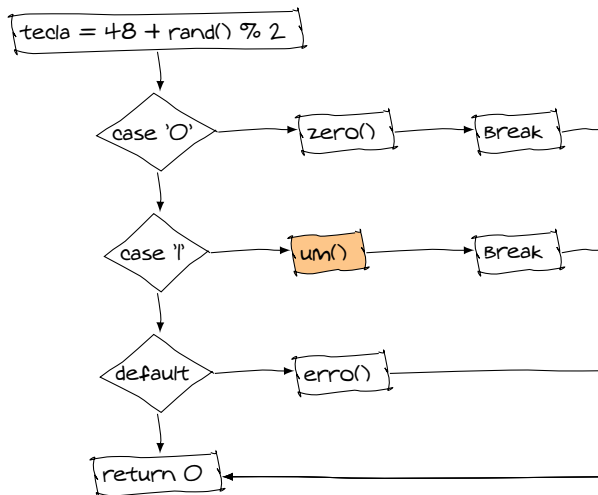 tecla = 48 + rand() % 2
case '0'
zero()
Break
case '1'
um()
Break
default
erro()
return 0